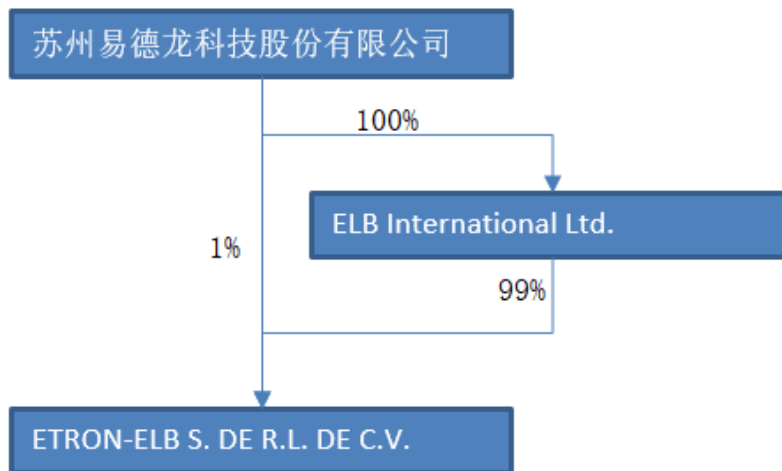 苏州易德龙科技股份有限公司
100%
ELB International Ltd.
1%
99%
ETRON-ELB S. DE R.L. DE C.V.